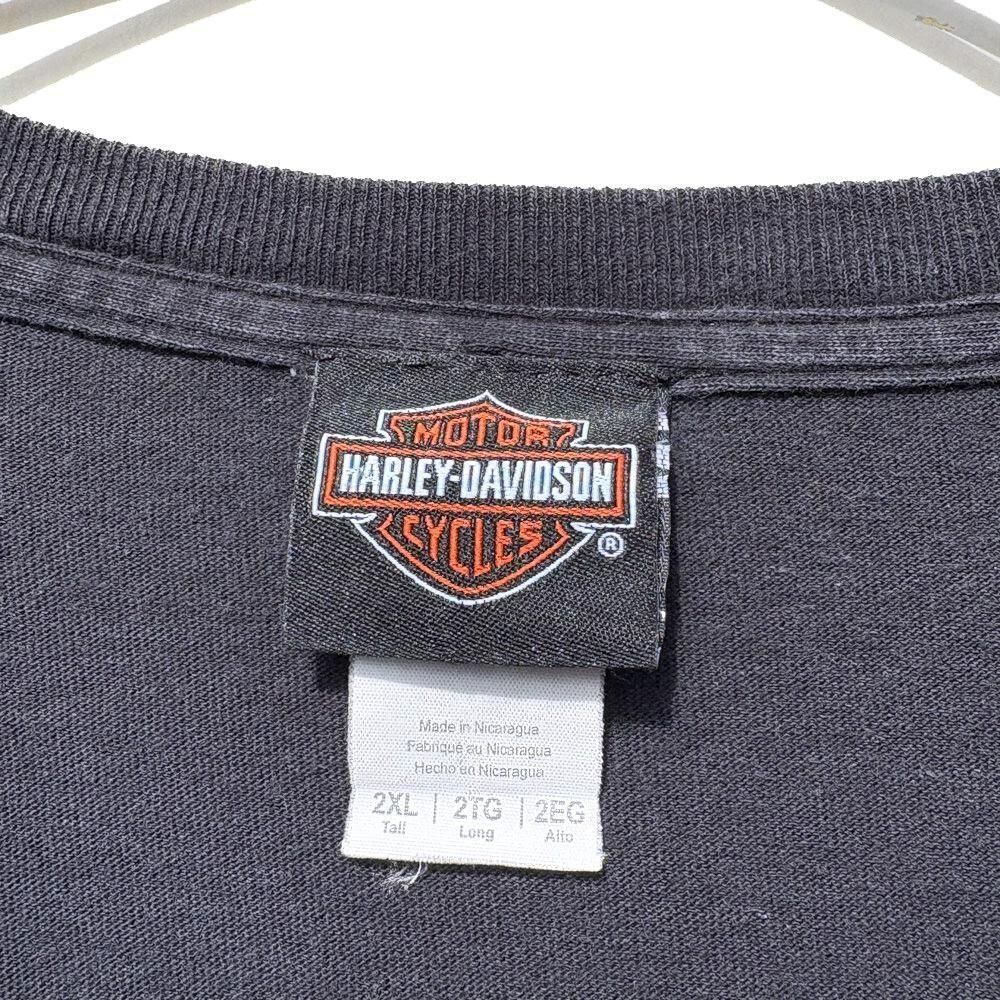 MOTOR
HARLEY-DAVIDSON
CYCLES
®
Made in Nicaragua
Fabriqué au Nicaragua
Hecho en Nicaragua
2XL | 2TG | 2EG
Tall Long Alto